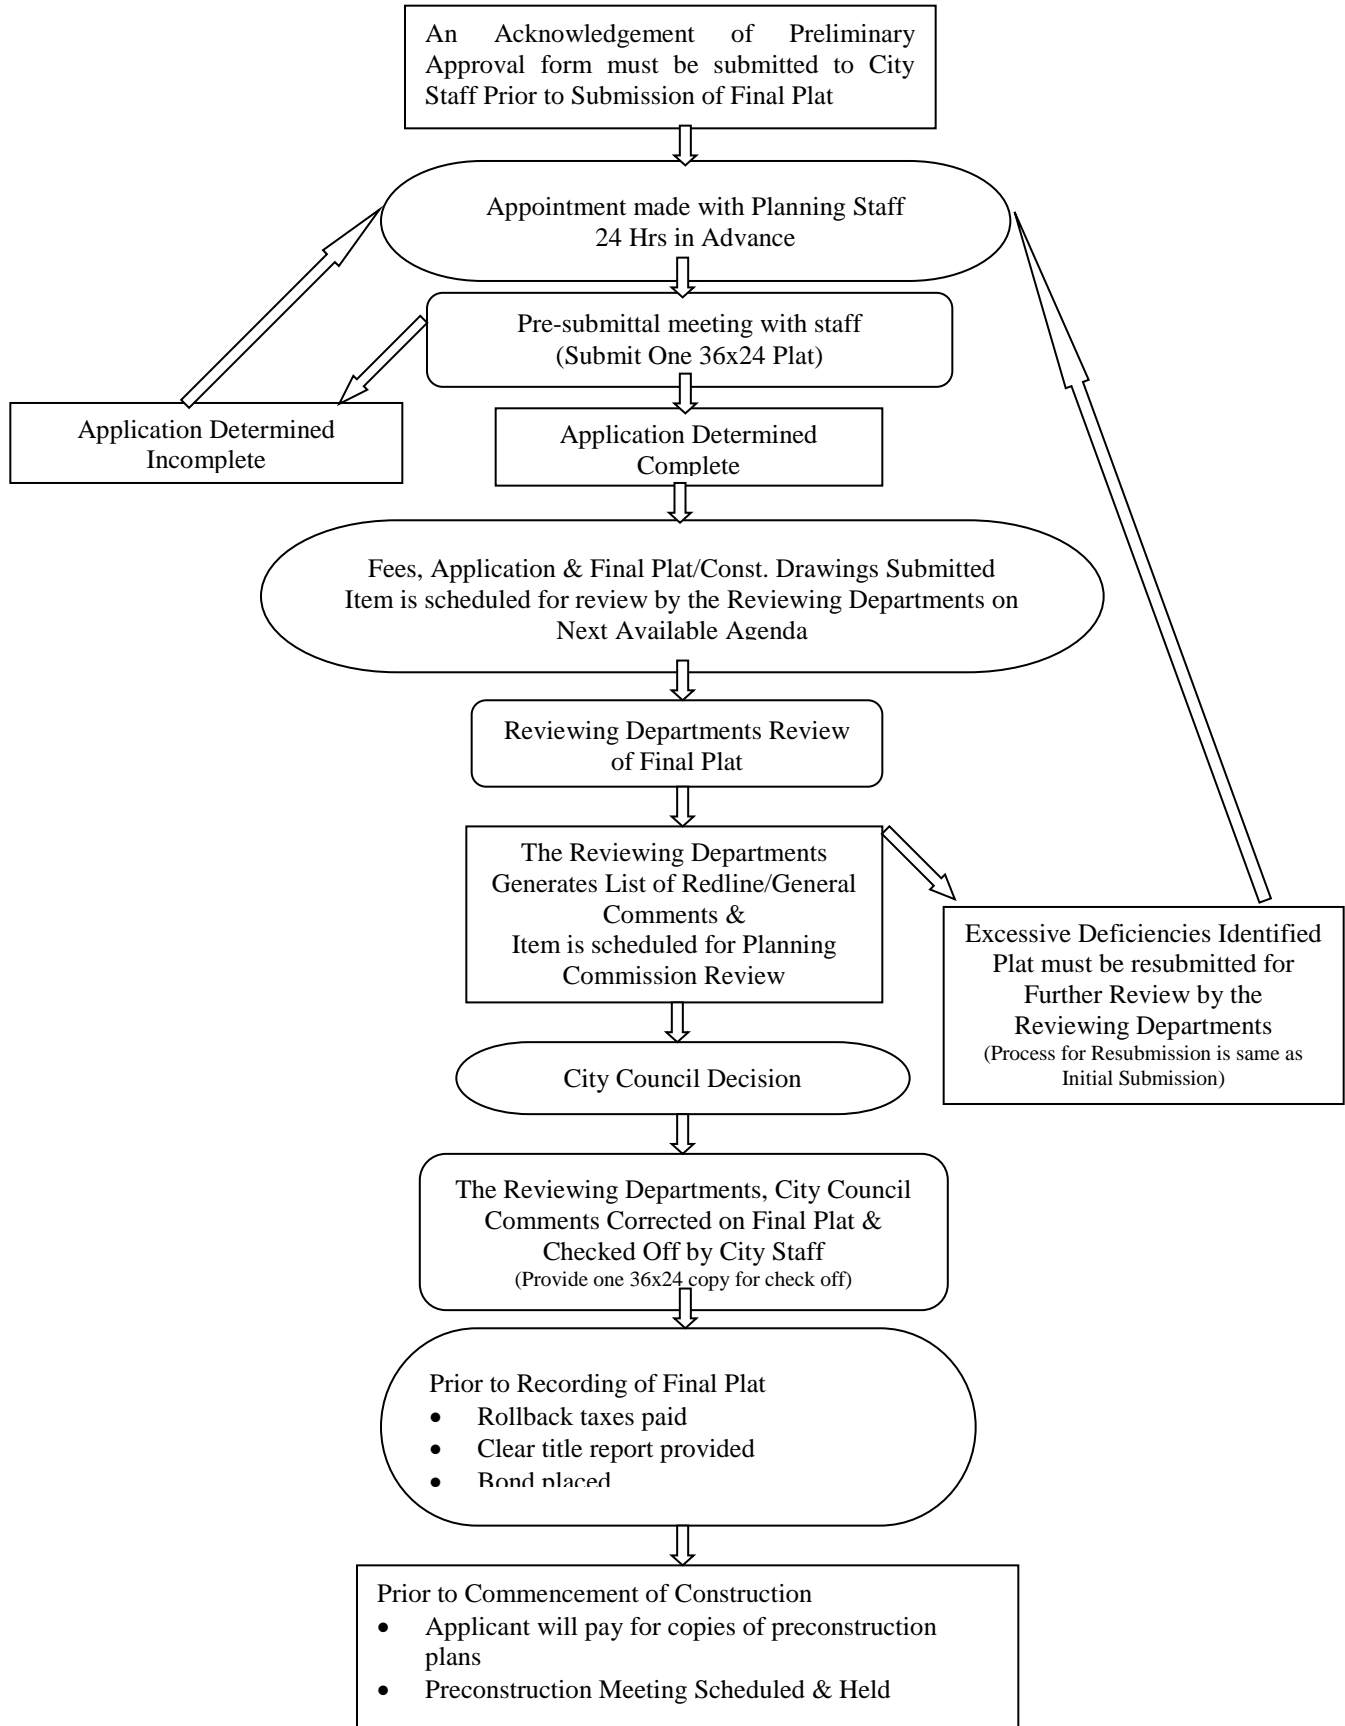 An Acknowledgement of Preliminary
Approval form must be submitted to City
Staff Prior to Submission of Final Plat
Appointment made with Planning Staff
24 Hrs in Advance
Pre-submittal meeting with staff
(Submit One 36x24 Plat)
Application Determined
Incomplete
Application Determined
Complete
Fees, Application & Final Plat/Const. Drawings Submitted
Item is scheduled for review by the Reviewing Departments on
Next Available Agenda
Reviewing Departments Review
of Final Plat
The Reviewing Departments
Generates List of Redline/General
Comments &
Item is scheduled for Planning
Commission Review
Excessive Deficiencies Identified
Plat must be resubmitted for
Further Review by the
Reviewing Departments
(Process for Resubmission is same as
Initial Submission)
City Council Decision
The Reviewing Departments, City Council
Comments Corrected on Final Plat &
Checked Off by City Staff
(Provide one 36x24 copy for check off)
Prior to Recording of Final Plat
• Rollback taxes paid
• Clear title report provided
• Bond placed
Prior to Commencement of Construction
• Applicant will pay for copies of preconstruction
plans
• Preconstruction Meeting Scheduled & Held